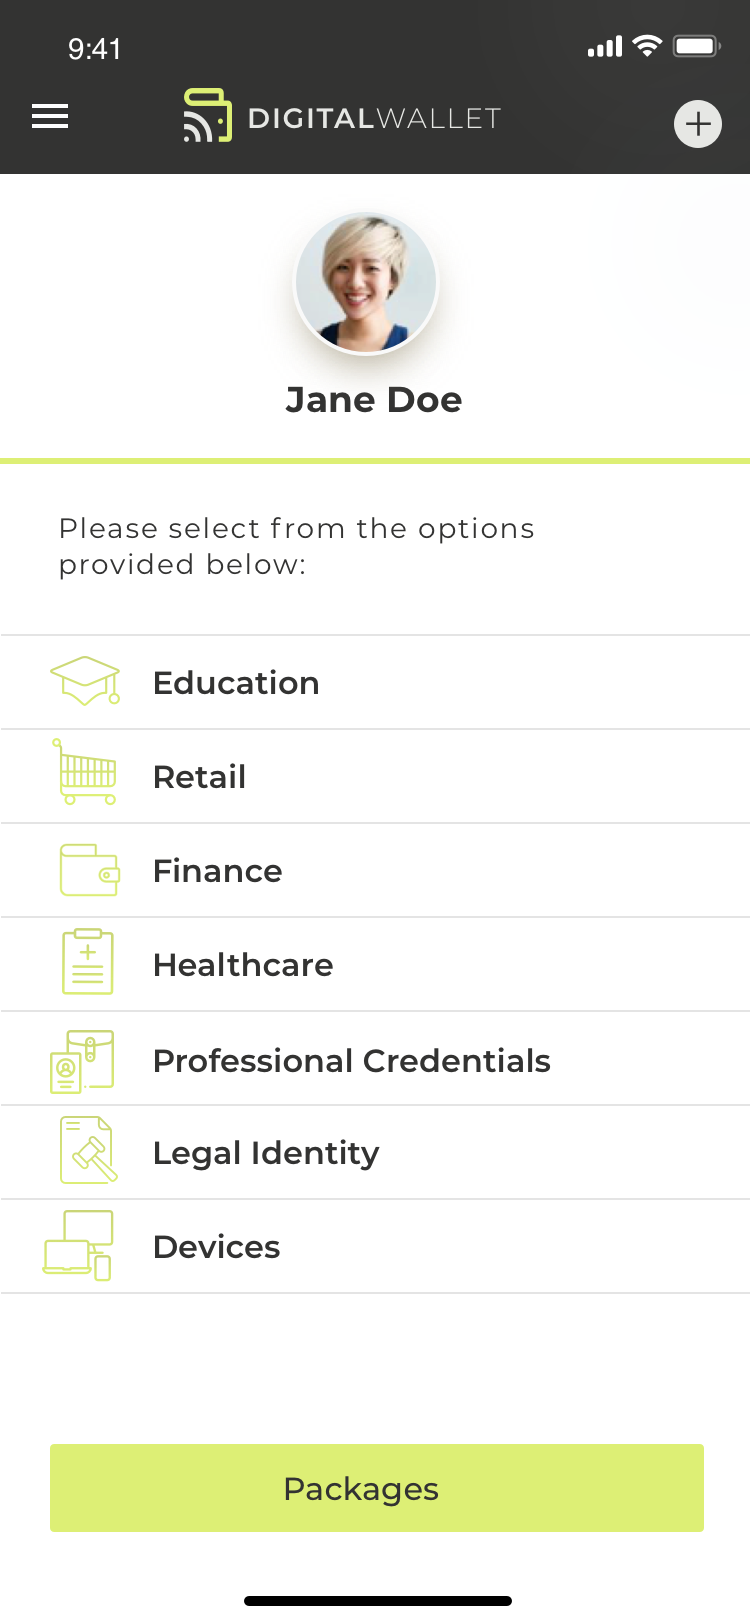 9:41
DIGITALWALLET
Jane Doe
Please select from the options
provided below:
Education
Retail
Finance
Healthcare
Professional Credentials
Legal Identity
Devices
Packages